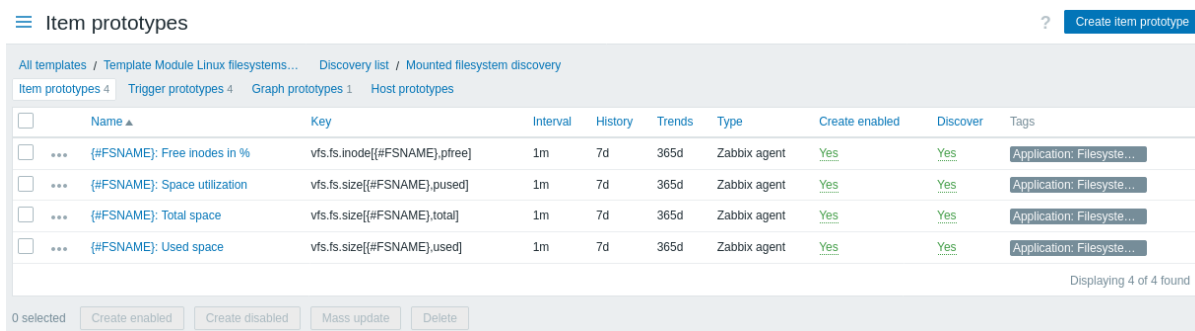 Item prototypes ? Create item prototype
All templates / Template Module Linux filesystems… Discovery list / Mounted filesystem discovery
Item prototypes 4 Trigger prototypes 4 Graph prototypes 1 Host prototypes
Name Key Interval History Trends Type Create enabled Discover Tags
{#FSNAME}: Free inodes in % vfs.fs.inode[{#FSNAME},pfree] 1m 7d 365d Zabbix agent Yes Yes Application: Filesyste…
{#FSNAME}: Space utilization vfs.fs.size[{#FSNAME},pused] 1m 7d 365d Zabbix agent Yes Yes Application: Filesyste…
{#FSNAME}: Total space vfs.fs.size[{#FSNAME},total] 1m 7d 365d Zabbix agent Yes Yes Application: Filesyste…
{#FSNAME}: Used space vfs.fs.size[{#FSNAME},used] 1m 7d 365d Zabbix agent Yes Yes Application: Filesyste…
Displaying 4 of 4 found
0 selected Create enabled Create disabled Mass update Delete